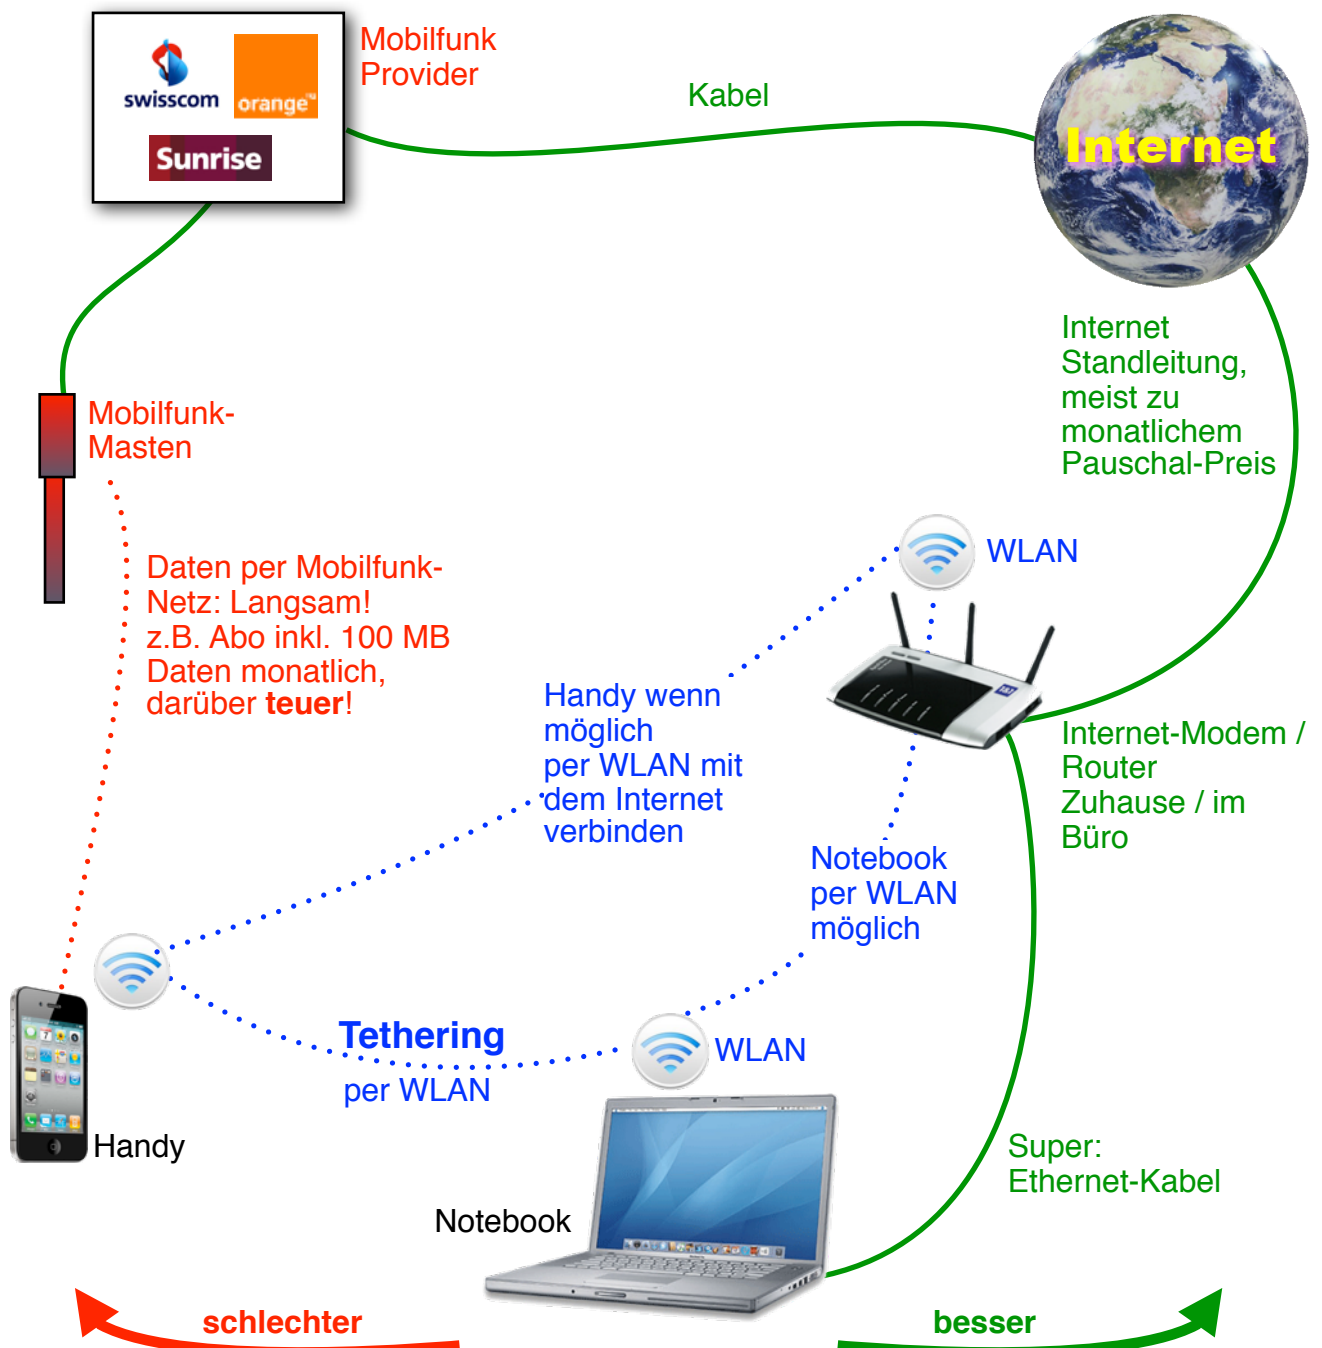 swisscom
orange™
Sunrise
Mobilfunk
Provider
Kabel
Internet
Internet
Standleitung,
meist zu
monatlichem
Pauschal-Preis
Mobilfunk-
Masten
WLAN
Daten per Mobilfunk-
Netz: Langsam!
z.B. Abo inkl. 100 MB
Daten monatlich,
darüber teuer!
Handy wenn
möglich
per WLAN mit
dem Internet
verbinden
Internet-Modem /
Router
Zuhause / im
Büro
Notebook
per WLAN
möglich
Tethering
per WLAN
WLAN
Handy
Super:
Ethernet-Kabel
Notebook
schlechter
besser